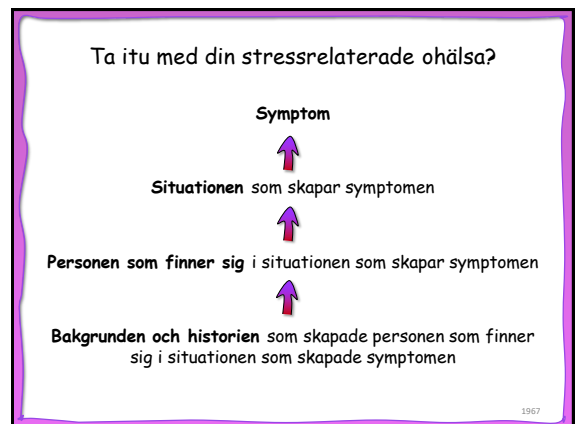 Ta itu med din stressrelaterade ohälsa?
Symptom
Situationen som skapar symptomen
Personen som finner sig i situationen som skapar symptomen
Bakgrunden och historien som skapade personen som finner
sig i situationen som skapade symptomen
1967